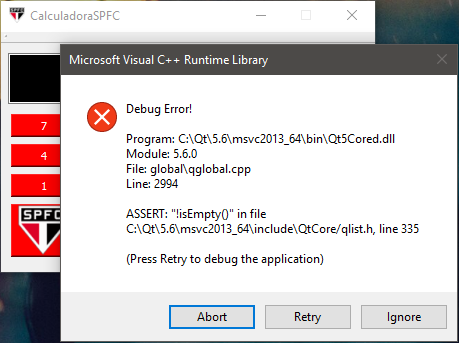 CalculadoraSPFC
Microsoft Visual C++ Runtime Library
Debug Error!
Program: C:\Qt\5.6\msvc2013_64\bin\Qt5Cored.dll
Module: 5.6.0
File: global\qglobal.cpp
Line: 2994
ASSERT: "!isEmpty()" in file
C:\Qt\5.6\msvc2013_64\include\QtCore/qlist.h, line 335
(Press Retry to debug the application)
Abort
Retry
Ignore
7
4
1
SPFC